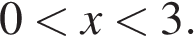 0 < x < 3.